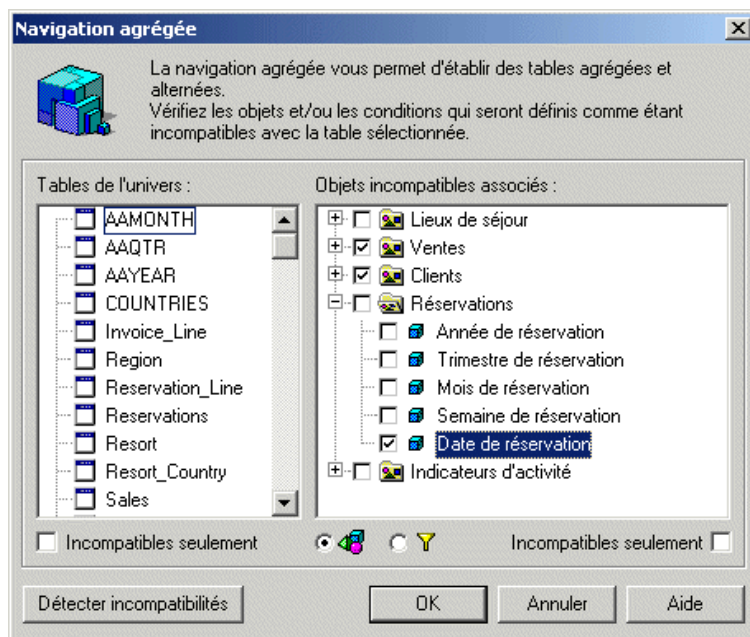 Navigation agrégée
La navigation agrégée vous permet d'établir des tables agrégées et
alternées.
Vérifiez les objets et/ou les conditions qui seront définis comme étant
incompatibles avec la table sélectionnée.
Tables de l'univers :
AAMONTH
AAQTR
AAYEAR
COUNTRIES
Invoice_Line
Region
Reservation_Line
Reservations
Resort
Resort_Country
Sales
Incompatibles seulement
Objets incompatibles associés :
Lieux de séjour
Ventes
Clients
Réservations
Année de réservation
Trimestre de réservation
Mois de réservation
Semaine de réservation
Date de réservation
Indicateurs d'activité
Incompatibles seulement
Détecter incompatibilités
OK
Annuler
Aide